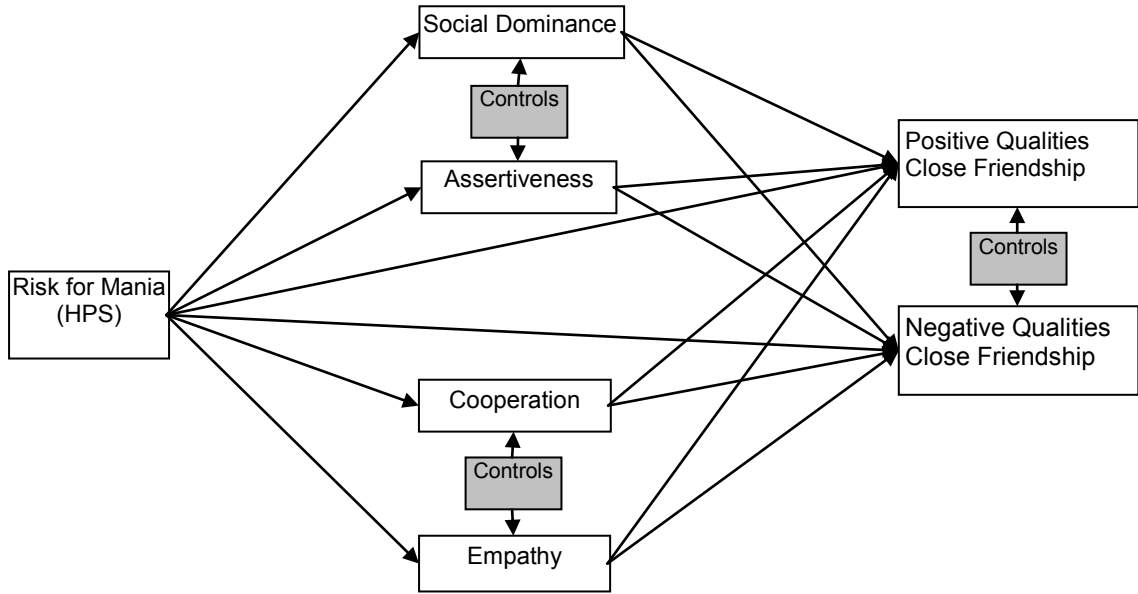 Social Dominance
Controls
Assertiveness
Positive Qualities
Close Friendship
Controls
Risk for Mania
(HPS)
Negative Qualities
Close Friendship
Cooperation
Controls
Empathy